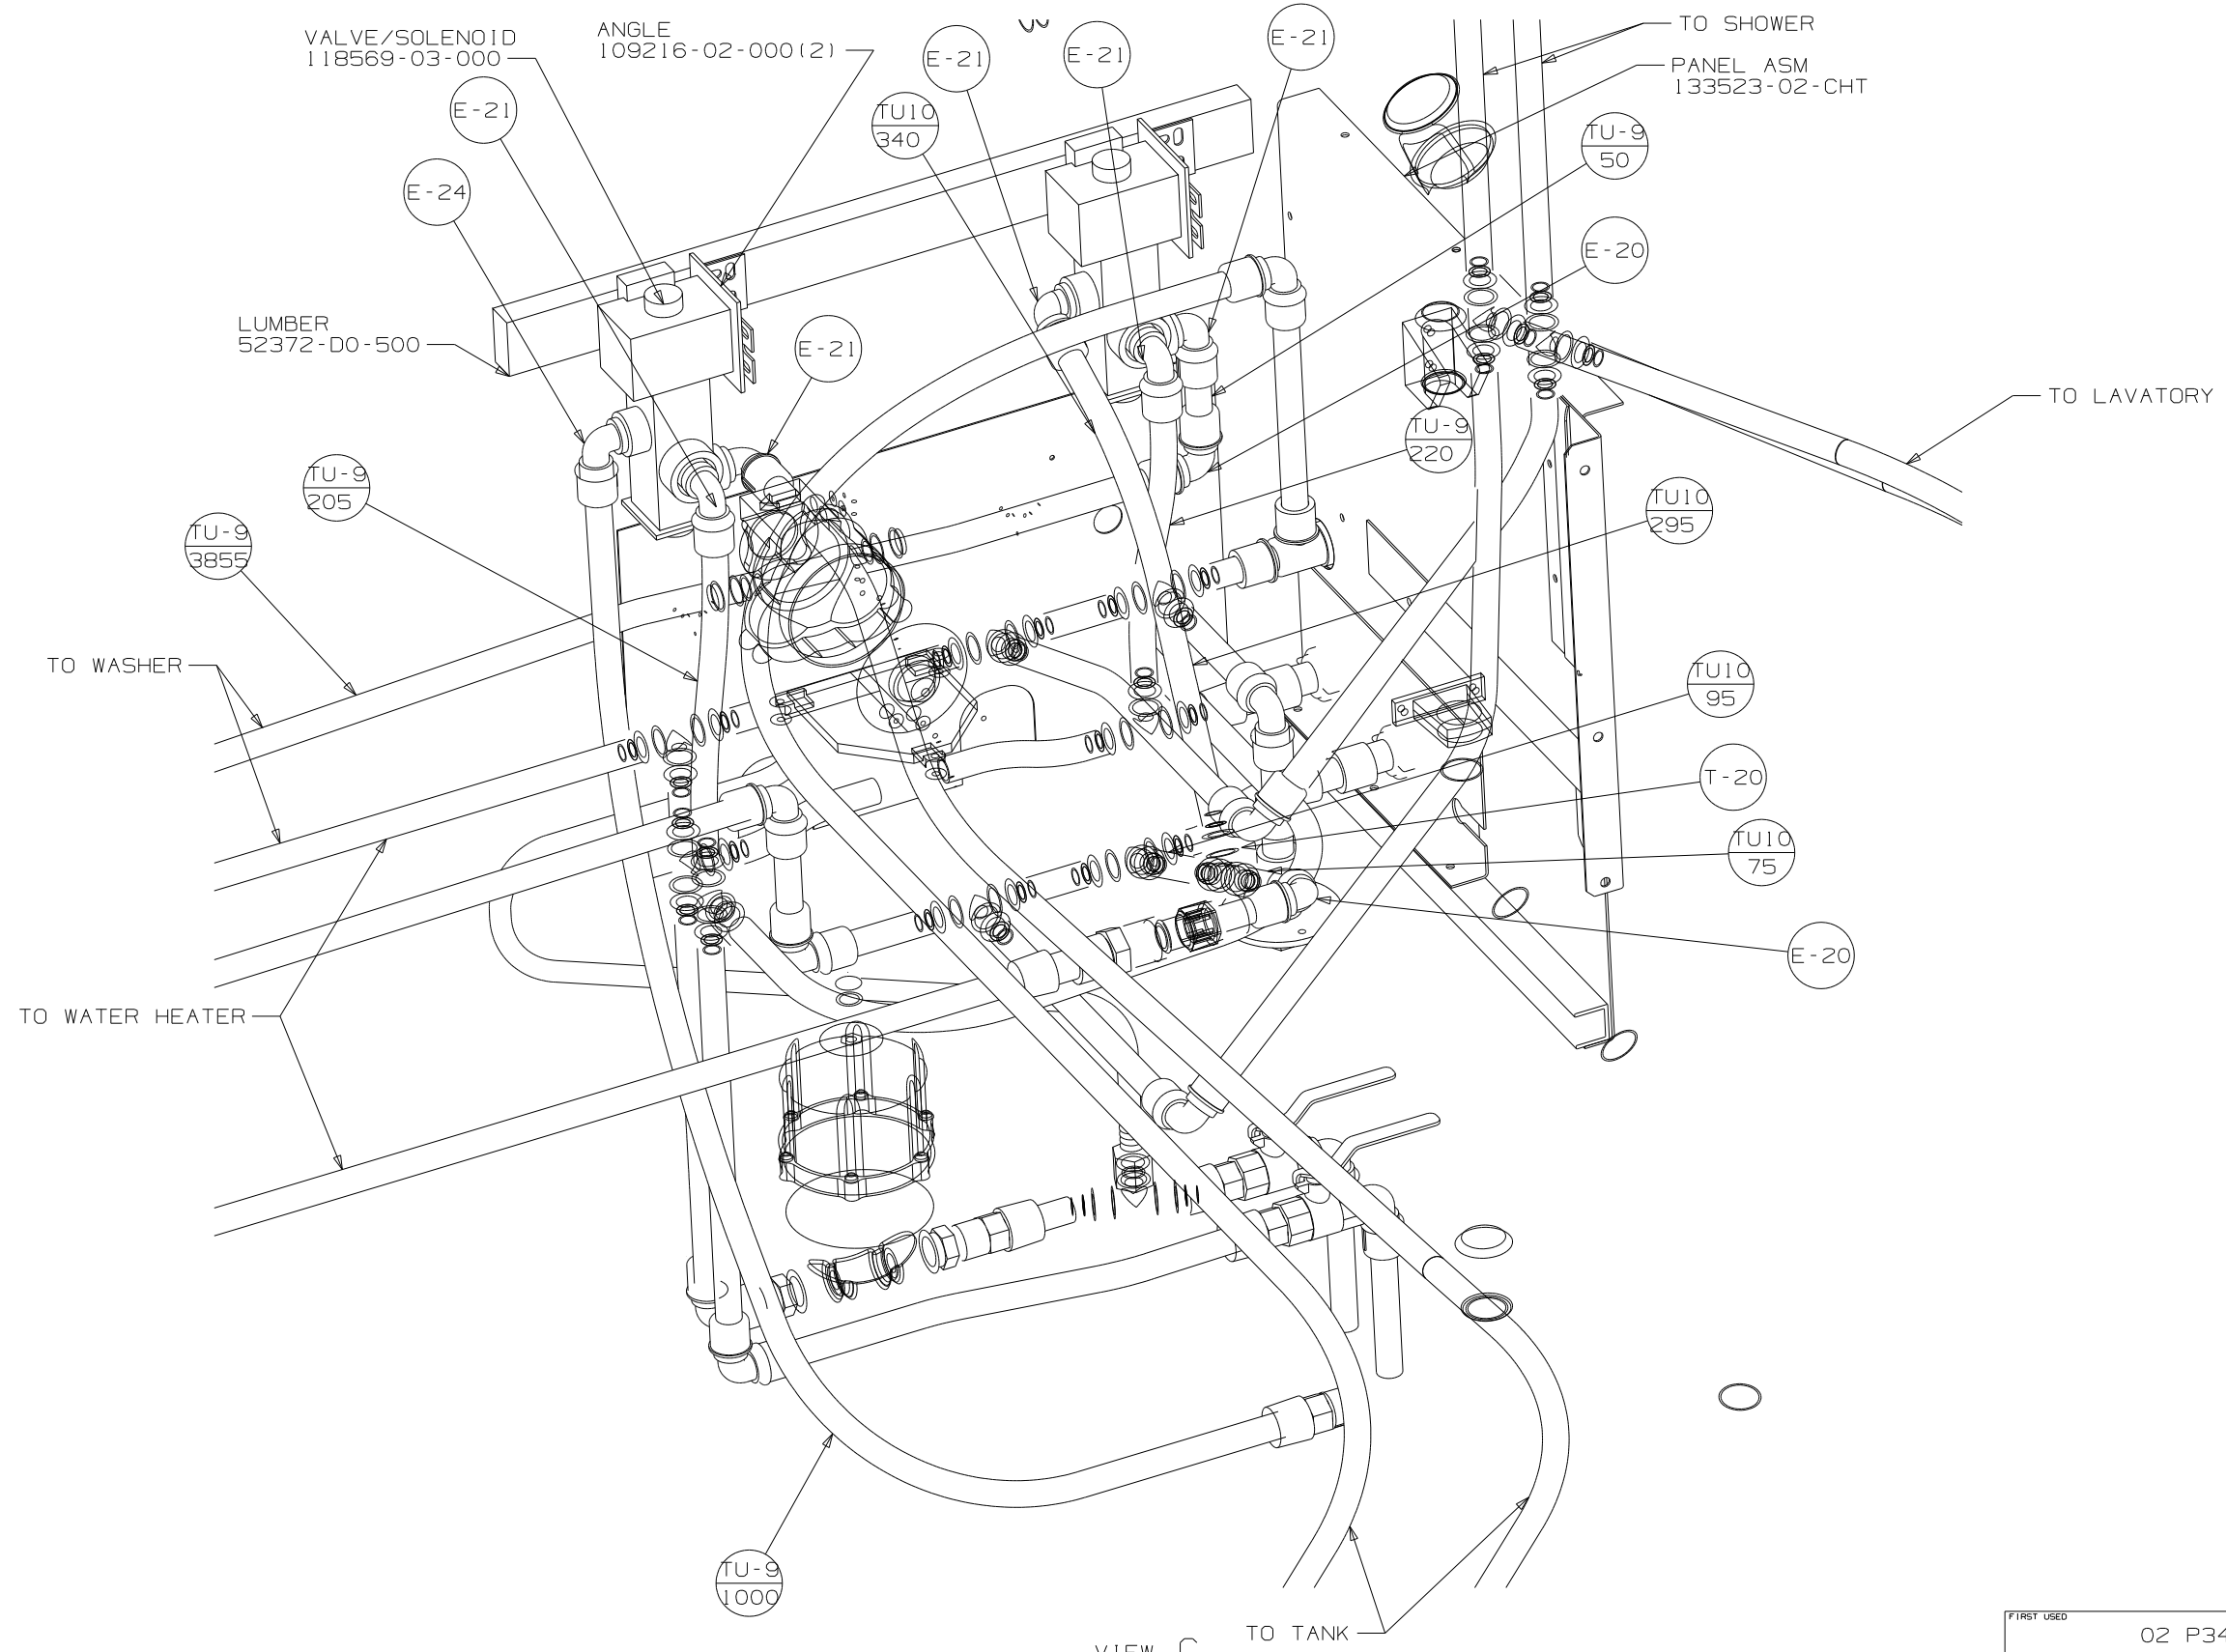 VALVE/SOLENOID
118569-03-000
ANGLE
109216-02-000(2)
E-21
E-21
E-21
TO SHOWER
PANEL ASM
133523-02-CHT
E-21
TU10
340
TU-9
50
E-24
E-20
LUMBER
52372-D0-500
E-21
TO LAVATORY
TU-9
220
TU-9
205
TU10
295
TU-9
3855
TO WASHER
TU10
95
T-20
TU10
75
E-20
TO WATER HEATER
TU-9
1000
TO TANK
VIEW C
FIRST USED
02 P34